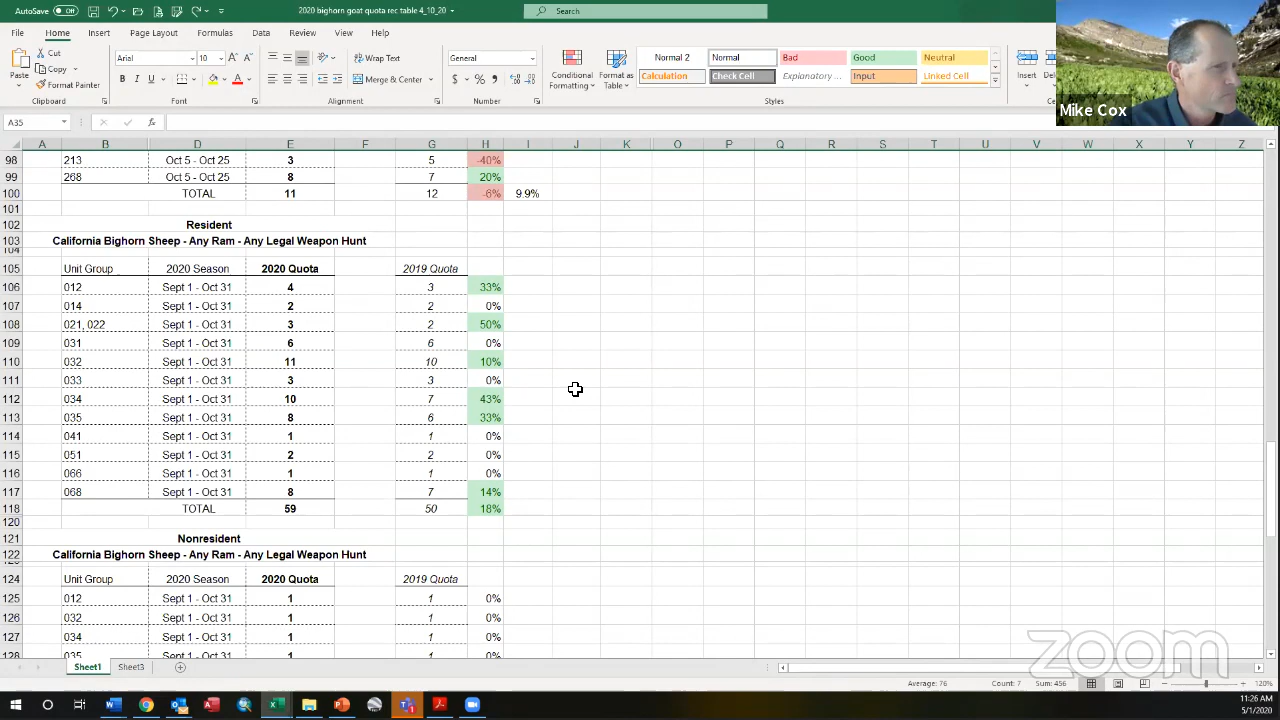 AutoSave Off 2020 bighorn goat quota rec table 4_10_20 Search
File Home Insert Page Layout Formulas Data Review View Help
Cut Arial 10 Wrap Text General Normal 2 Normal Bad Good Neutral
Paste Copy Conditional Format as Insert
Format Painter B I U Merge & Center $ % Formatting Table Calculation Check Cell Explanatory ... Input Linked Cell
Clipboard Font Alignment Number Styles
Mike Cox
A35 fx
A B D E F G H I J K L O P Q R S T U V W X Y Z
98 213 Oct 5 - Oct 25 3 5 -40%
99 268 Oct 5 - Oct 25 8 7 20%
100 TOTAL 11 12 -6% 9.9%
101
102 Resident
103 California Bighorn Sheep - Any Ram - Any Legal Weapon Hunt
104
105 Unit Group 2020 Season 2020 Quota 2019 Quota
106 012 Sept 1 - Oct 31 4 3 33%
107 014 Sept 1 - Oct 31 2 2 0%
108 021, 022 Sept 1 - Oct 31 3 2 50%
109 031 Sept 1 - Oct 31 6 6 0%
110 032 Sept 1 - Oct 31 11 10 10%
111 033 Sept 1 - Oct 31 3 3 0%
112 034 Sept 1 - Oct 31 10 7 43%
113 035 Sept 1 - Oct 31 8 6 33%
114 041 Sept 1 - Oct 31 1 1 0%
115 051 Sept 1 - Oct 31 2 2 0%
116 066 Sept 1 - Oct 31 1 1 0%
117 068 Sept 1 - Oct 31 8 7 14%
118 TOTAL 59 50 18%
120
121 Nonresident
122 California Bighorn Sheep - Any Ram - Any Legal Weapon Hunt
124 Unit Group 2020 Season 2020 Quota 2019 Quota
125 012 Sept 1 - Oct 31 1 1 0%
126 032 Sept 1 - Oct 31 1 1 0%
127 034 Sept 1 - Oct 31 1 1 0%
128 035 Sept 1 - Oct 31 1 1 0%
zoom
Sheet1 Sheet3
Average: 76 Count: 7 Sum: 456 120%
11:26 AM
5/1/2020